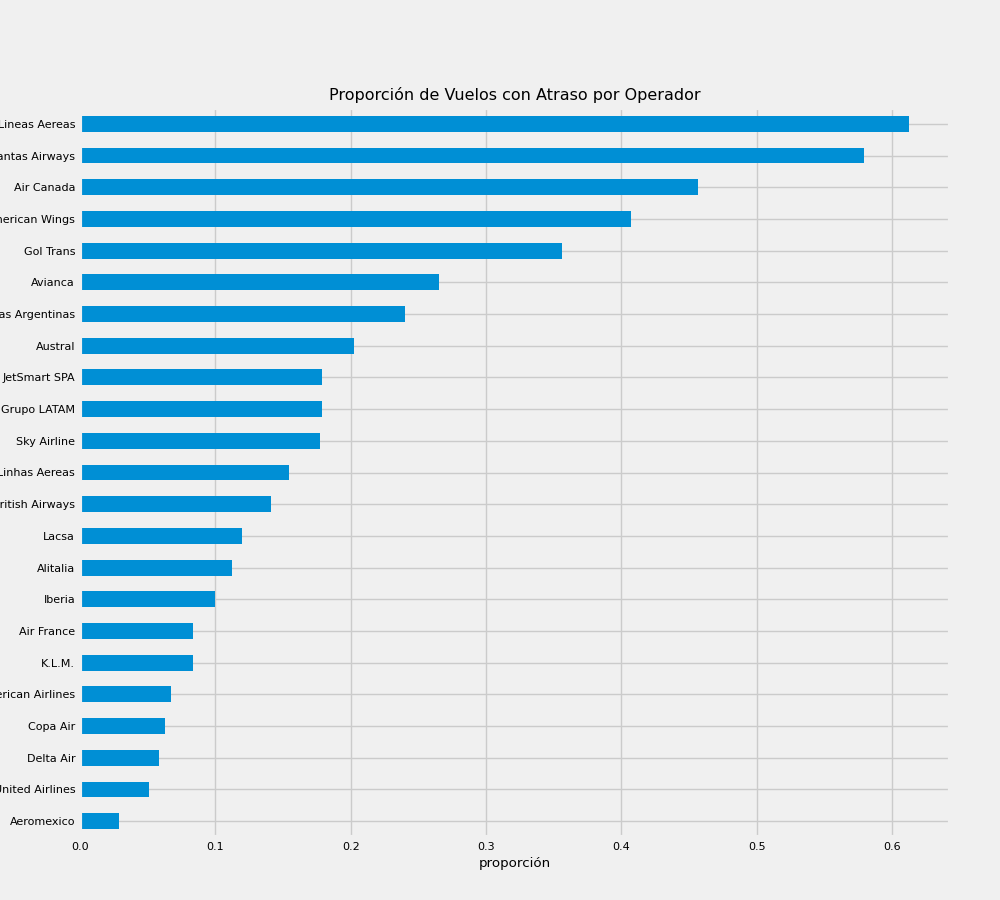 Proporción de Vuelos con Atraso por Operador
Lineas Aereas
antas Airways
Air Canada
erican Wings
Gol Trans
Avianca
as Argentinas
Austral
JetSmart SPA
Grupo LATAM
Sky Airline
Linhas Aereas
ritish Airways
Lacsa
Alitalia
Iberia
Air France
K.L.M.
erican Airlines
Copa Air
Delta Air
United Airlines
Aeromexico
0.0 0.1 0.2 0.3 0.4 0.5 0.6
proporción